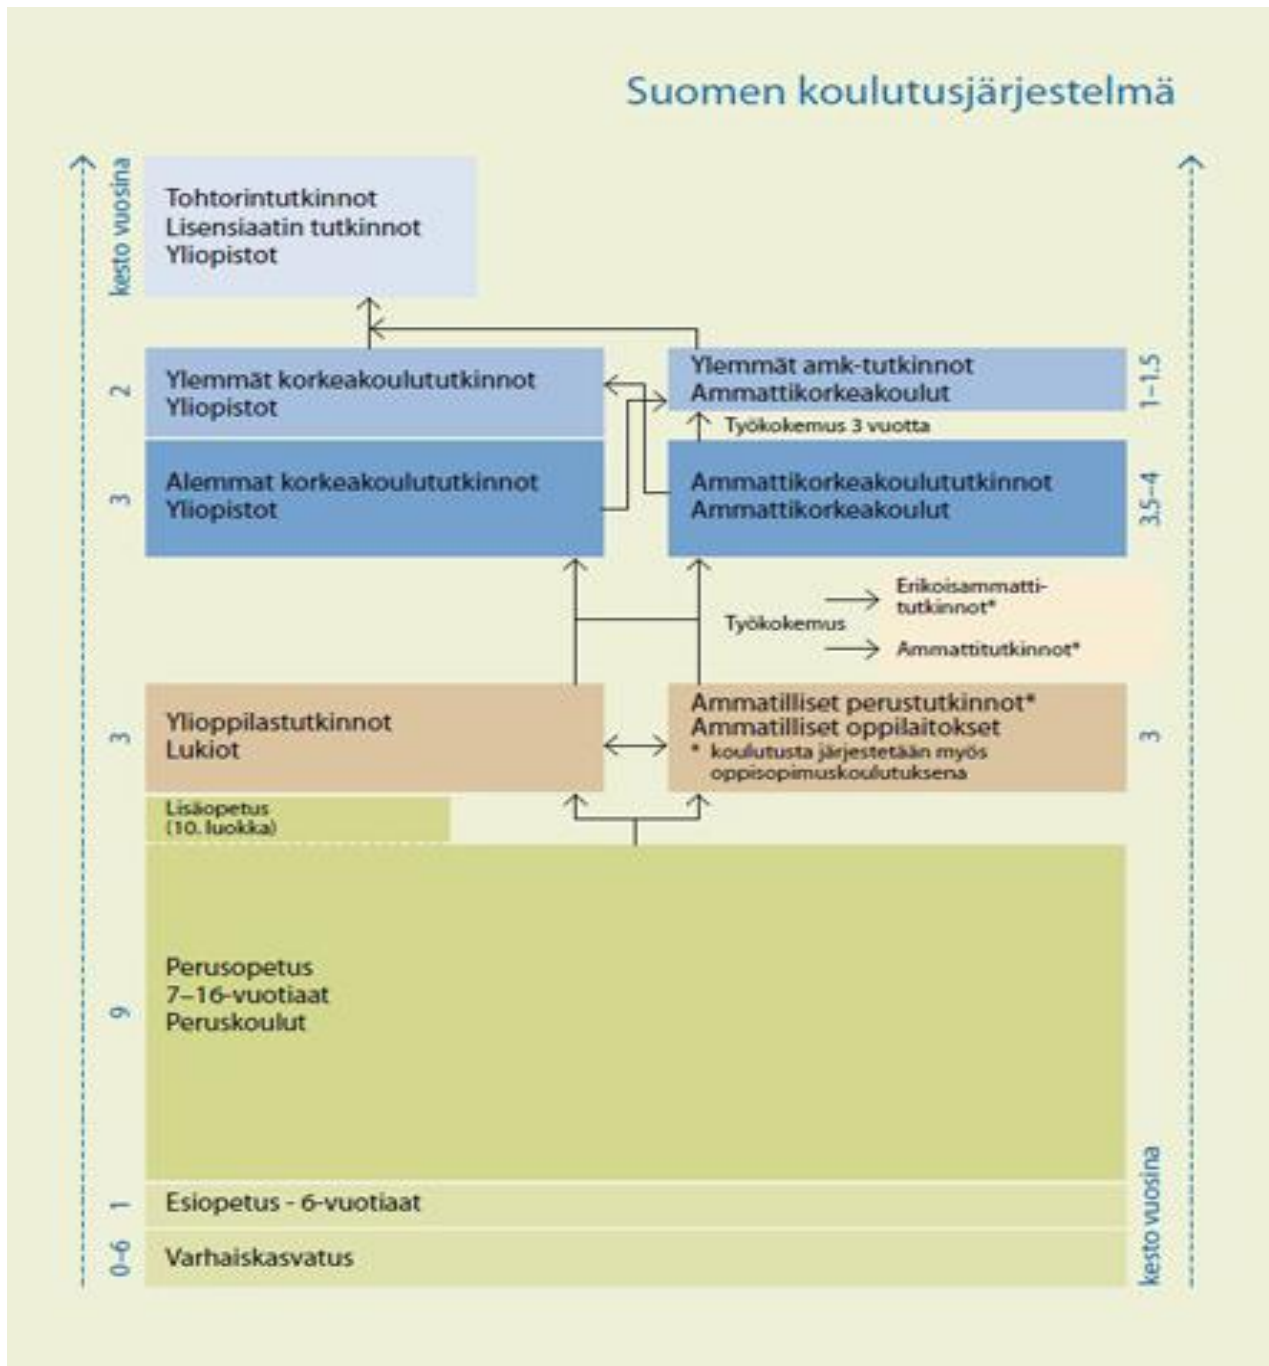 Suomen koulutusjärjestelmä
kesto vuosina
Tohtorintutkinnot
Lisensiaatin tutkinnot
Yliopistot
2
Ylemmät korkeakoulututkinnot
Yliopistot
Ylemmät amk-tutkinnot
Ammattikorkeakoulut
1–1.5
Työkokemus 3 vuotta
3
Alemmat korkeakoulututkinnot
Yliopistot
Ammattikorkeakoulututkinnot
Ammattikorkeakoulut
3.5–4
Työkokemus
Erikoisammatti-
tutkinnot*
Ammattitutkinnot*
3
Ylioppilastutkinnot
Lukiot
Ammatilliset perustutkinnot*
Ammatilliset oppilaitokset
* koulutusta järjestetään myös
oppisopimuskoulutuksena
3
Lisäopetus
(10. luokka)
9
Perusopetus
7–16-vuotiaat
Peruskoulut
1
Esiopetus - 6-vuotiaat
0–6
Varhaiskasvatus
kesto vuosina